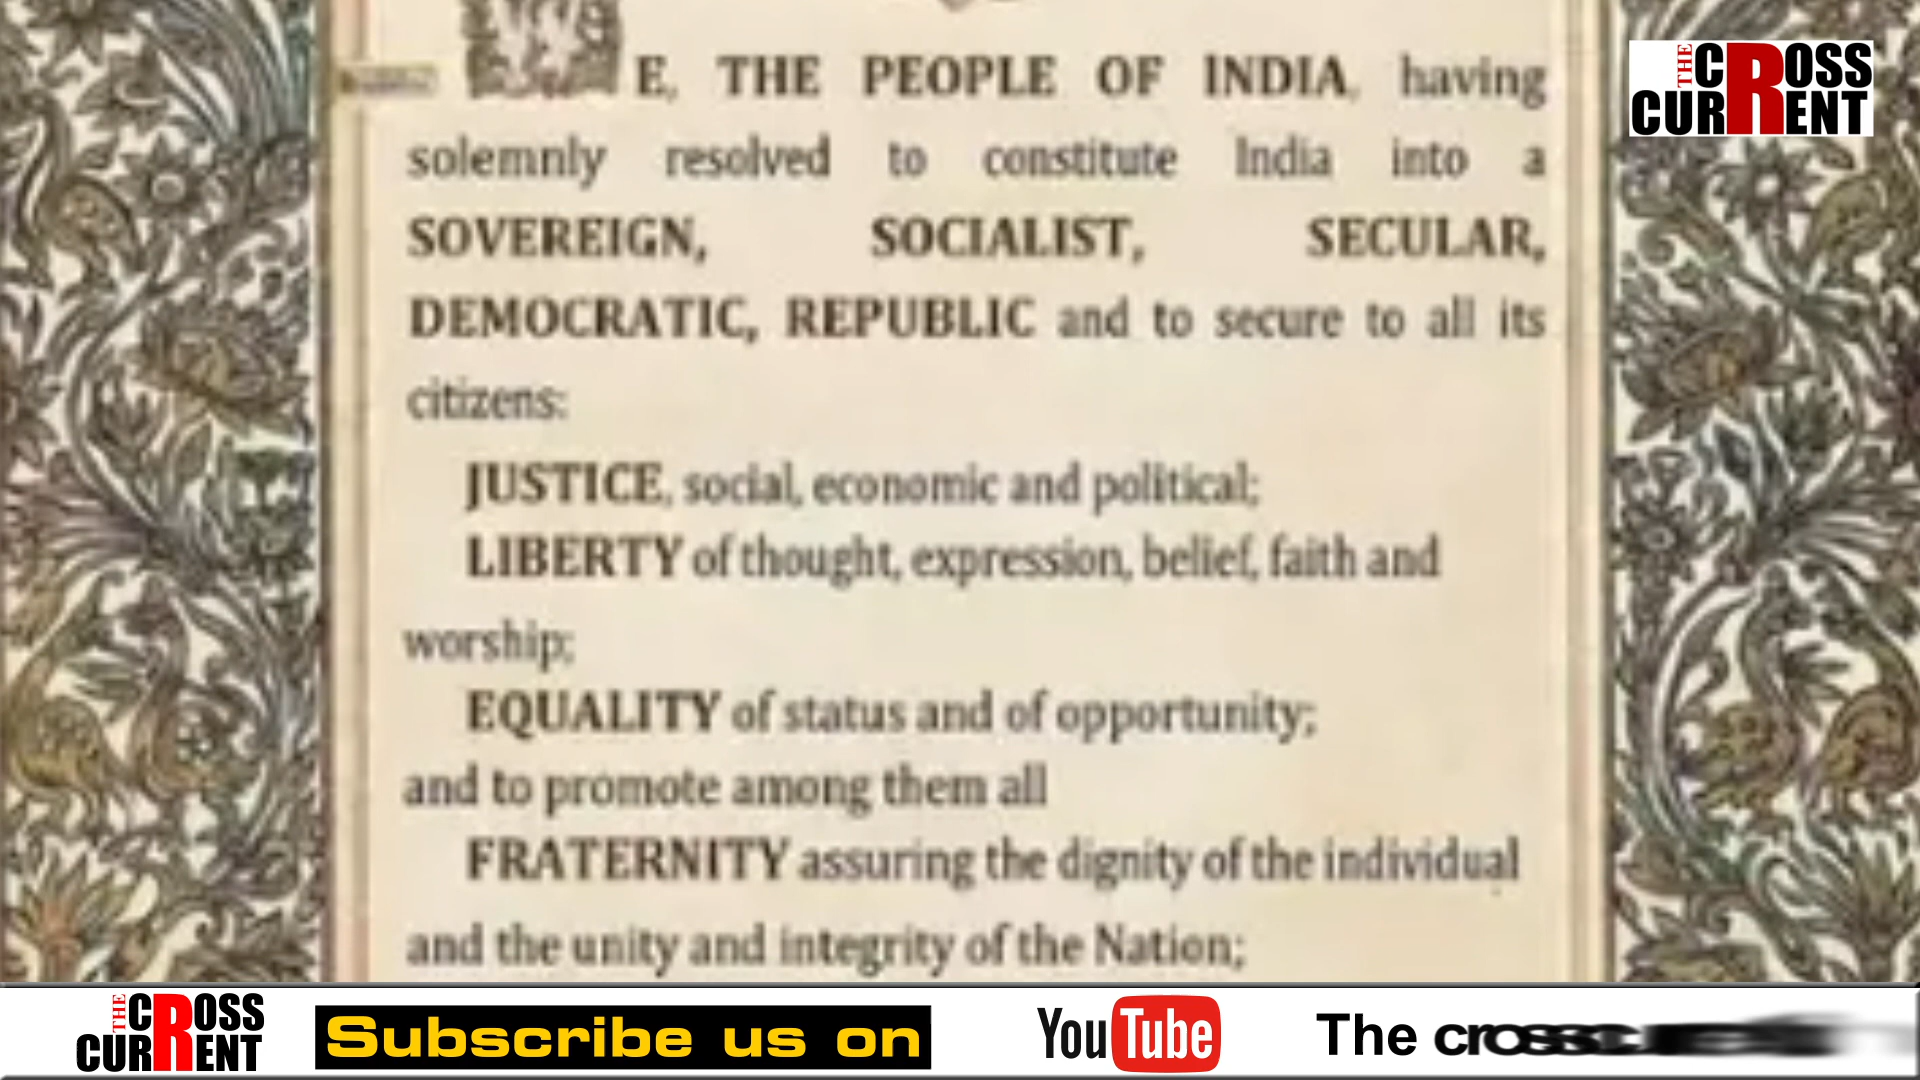 WE, THE PEOPLE OF INDIA, having
solemnly resolved to constitute India into a
SOVEREIGN, SOCIALIST, SECULAR,
DEMOCRATIC, REPUBLIC and to secure to all its
citizens:
JUSTICE, social, economic and political;
LIBERTY of thought, expression, belief, faith and
worship;
EQUALITY of status and of opportunity;
and to promote among them all
FRATERNITY assuring the dignity of the individual
and the unity and integrity of the Nation;
THE CROSS
CURRENT
THE CROSS
CURRENT
Subscribe us on
YouTube
The